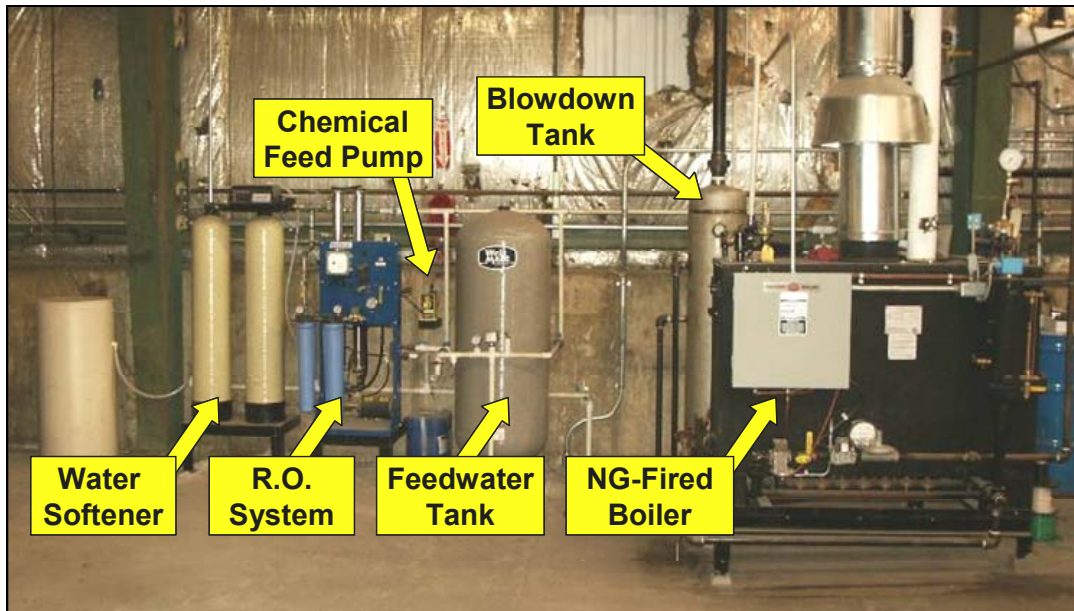 Chemical
Feed Pump
Blowdown
Tank
Water
Softener
R.O.
System
Feedwater
Tank
NG-Fired
Boiler